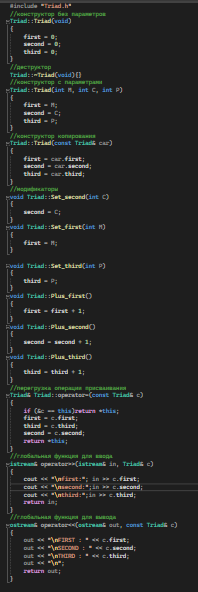 #include "Triad.h"
//конструктор без параметров
Triad::Triad(void)
{
first = 0;
second = 0;
third = 0;
}
//деструктор
Triad::~Triad(void){}
//конструктор с параметрами
Triad::Triad(int M, int C, int P)
{
first = M;
second = C;
third = P;
}
//конструктор копирования
Triad::Triad(const Triad& car)
{
first = car.first;
second = car.second;
third = car.third;
}
//модификаторы
void Triad::Set_second(int C)
{
second = C;
}
void Triad::Set_first(int M)
{
first = M;
}
void Triad::Set_third(int P)
{
third = P;
}
void Triad::Plus_first()
{
first = first + 1;
}
void Triad::Plus_second()
{
second = second + 1;
}
void Triad::Plus_third()
{
third = third + 1;
}
//перегрузка операции присваивания
Triad& Triad::operator=(const Triad& c)
{
if (&c == this)return *this;
first = c.first;
third = c.third;
second = c.second;
return *this;
}
//глобальная функция для ввода
istream& operator>>(istream& in, Triad& c)
{
cout << "\nfirst:"; in >> c.first;
cout << "\nsecond:";in >> c.second;
cout << "\nthird:";in >> c.third;
return in;
}
//глобальная функция для вывода
ostream& operator<<(ostream& out, const Triad& c)
{
out << "\nFIRST : " << c.first;
out << "\nSECOND : " << c.second;
out << "\nTHIRD : " << c.third;
out << "\n";
return out;
}